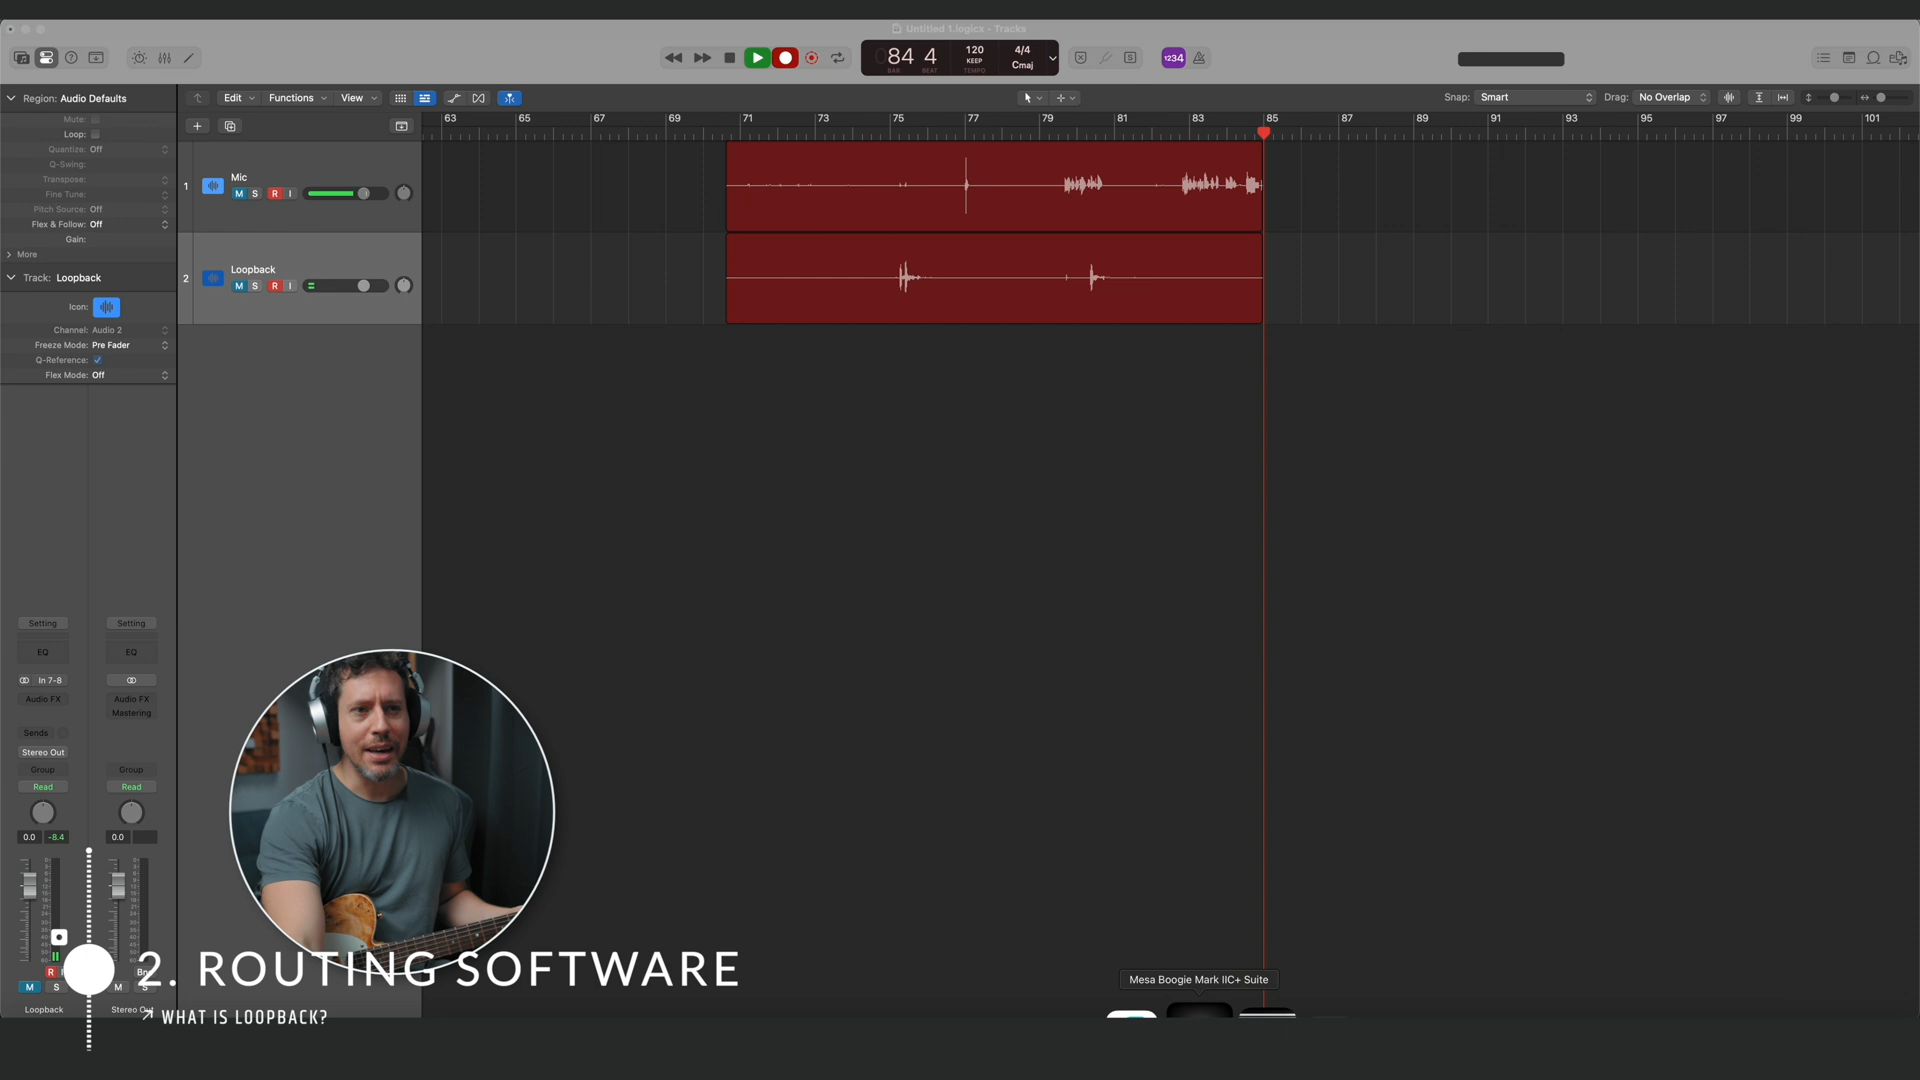 Untitled 1.logicx - Tracks
084 4
BAR BEAT
120
KEEP
TEMPO
4/4
Cmaj
1234
Region: Audio Defaults
Edit
Functions
View
Snap: Smart
Drag: No Overlap
Mute:
Loop:
Quantize: Off
Q-Swing:
Transpose:
Fine Tune:
Pitch Source: Off
Flex & Follow: Off
Gain:
More
Track: Loopback
Icon:
Channel: Audio 2
Freeze Mode: Pre Fader
Q-Reference:
Flex Mode: Off
63 65 67 69 71 73 75 77 79 81 83 85 87 89 91 93 95 97 99 101
1
Mic
M S R I
2
Loopback
M S R I
Setting Setting
EQ EQ
In 7-8
Audio FX Audio FX
Mastering
Sends
Stereo Out
Group Group
Read Read
0.0 -8.4 0.0
R
M S M S
Loopback
2. ROUTING SOFTWARE
WHAT IS LOOPBACK?
Mesa Boogie Mark IIC+ Suite